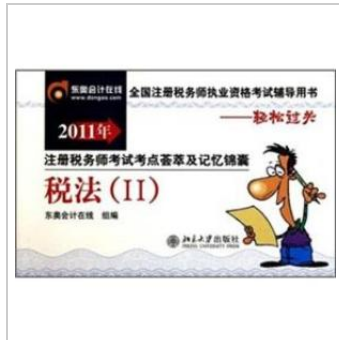 东奥会计在线
www.dongao.com
全国注册税务师执业资格考试辅导用书
——轻松过关
2011年
注册税务师考试考点荟萃及记忆锦囊
税法(II)
东奥会计在线 组编
北京大学出版社